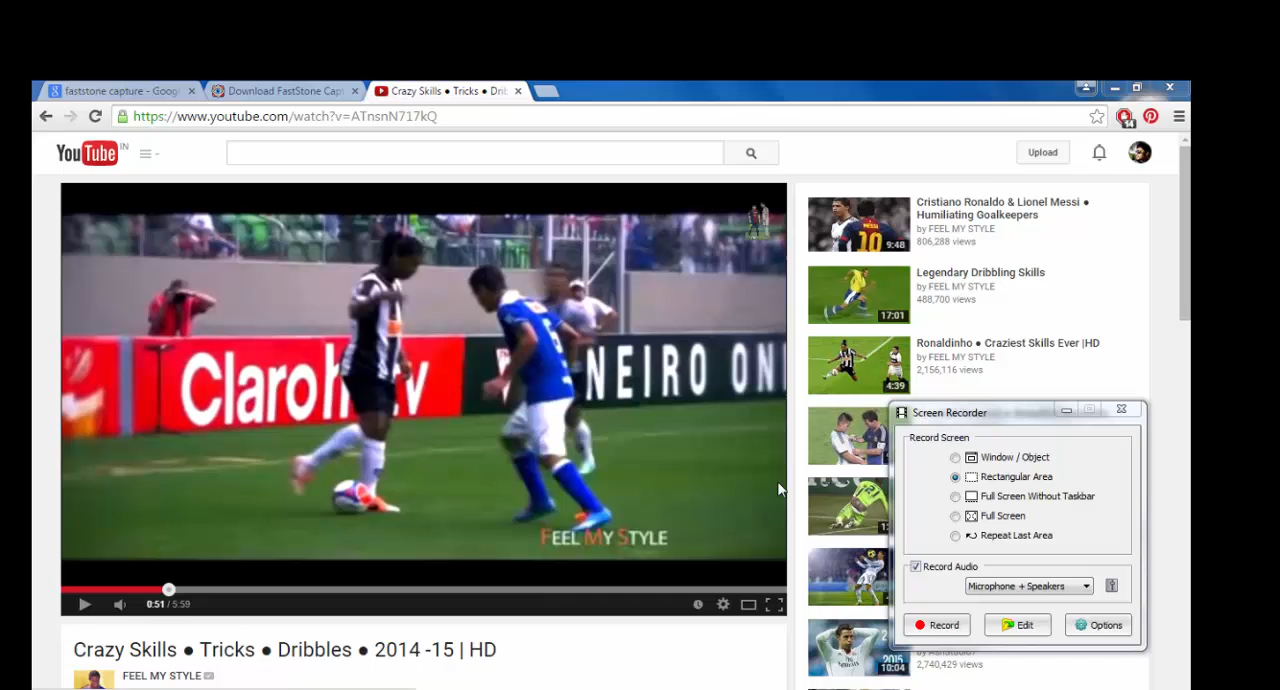 faststone capture - Goog
Download FastStone Capt
Crazy Skills ● Tricks ● Drib
https://www.youtube.com/watch?v=ATnsnN717kQ
YouTube IN
Upload
Claro
NEIRO ON
FEEL MY STYLE
0:51 / 5:59
Crazy Skills ● Tricks ● Dribbles ● 2014 -15 | HD
FEEL MY STYLE
Cristiano Ronaldo & Lionel Messi ●
Humiliating Goalkeepers
by FEEL MY STYLE
806,288 views
MESSI
10
9:48
Legendary Dribbling Skills
by FEEL MY STYLE
488,700 views
17:01
Ronaldinho ● Craziest Skills Ever |HD
by FEEL MY STYLE
2,156,116 views
4:39
Screen Recorder
Record Screen
Window / Object
Rectangular Area
Full Screen Without Taskbar
Full Screen
Repeat Last Area
Record Audio
Microphone + Speakers
Record
Edit
Options
2,740,429 views
2015
10:04